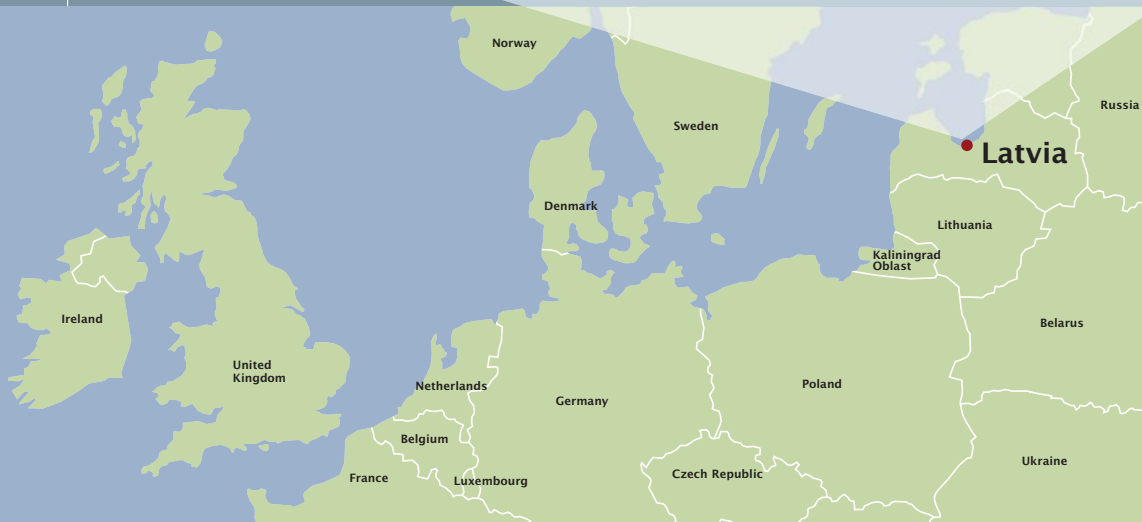 Norway
Russia
Sweden
Latvia
Denmark
Lithuania
Kaliningrad
Oblast
Ireland
Belarus
United
Kingdom
Netherlands
Poland
Germany
Belgium
Ukraine
France
Luxembourg
Czech Republic